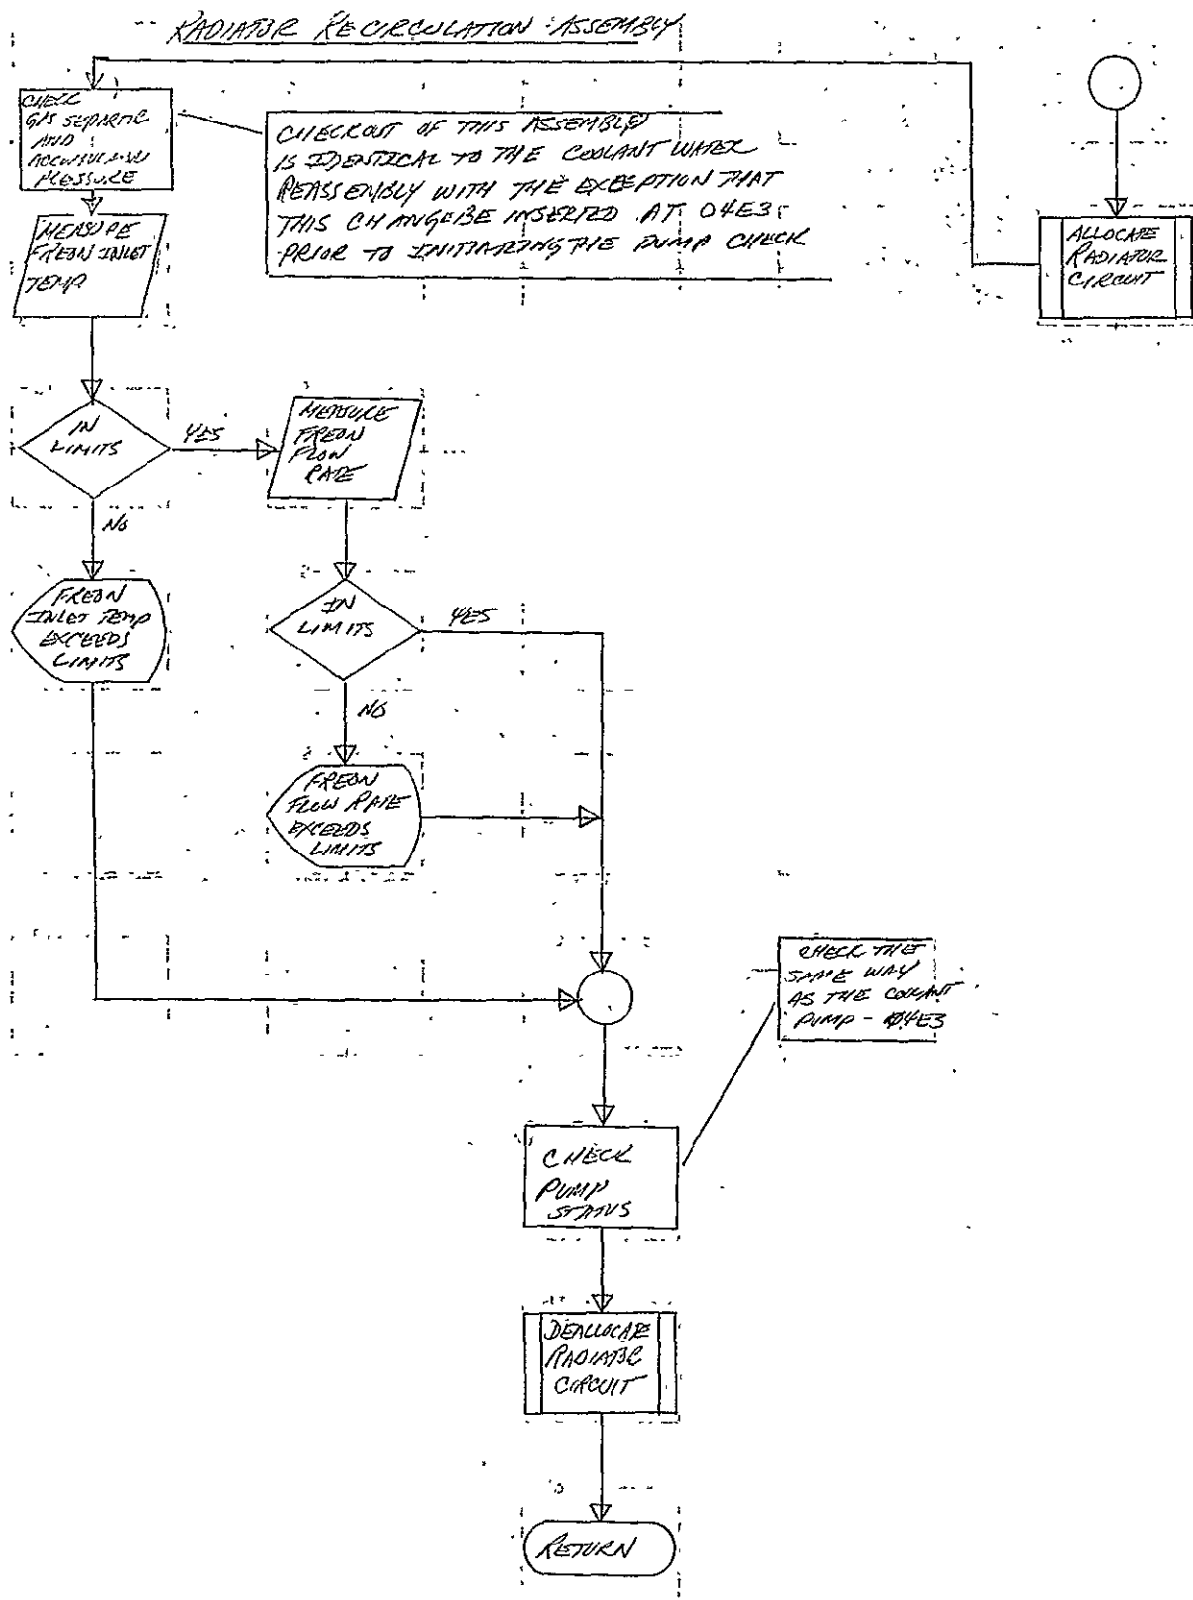 RADIATOR RECIRCULATION ASSEMBLY
CHECK
GAS SEPARTIC
AND
PRESSURE
CHECKOUT OF THIS ASSEMBLY
IS IDENTICAL TO THE COOLANT WATER
REASSEMBLY WITH THE EXCEPTION THAT
THIS CHANGE BE INSERTED AT 04E3
PRIOR TO INITIATING THE PUMP CHECK
ALLOCATE
RADIATOR
CIRCUIT
MEASURE
FREON INLET
TEMP
IN
LIMITS
YES
NO
MEASURE
FREON
FLOW
RATE
FREON
INLET TEMP
EXCEEDS
LIMITS
IN
LIMITS
YES
NO
FREON
FLOW RATE
EXCEEDS
LIMITS
CHECK THE
SAME WAY
AS THE COOLANT
PUMP - 04E3
CHECK
PUMP
STATUS
DEALLOCATE
RADIATOR
CIRCUIT
RETURN